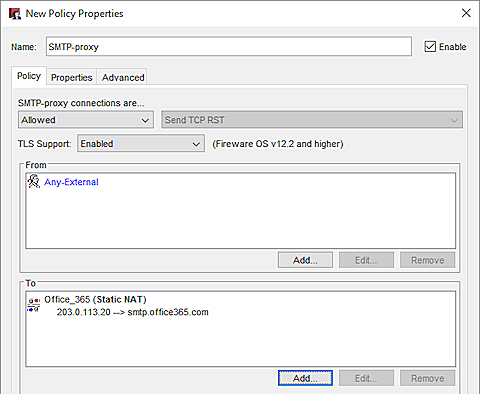 New Policy Properties
Name: SMTP-proxy Enable
Policy Properties Advanced
SMTP-proxy connections are...
Allowed Send TCP RST
TLS Support: Enabled (Fireware OS v12.2 and higher)
From
Any-External
Add... Edit... Remove
To
Office_365 (Static NAT)
203.0.113.20 --> smtp.office365.com
Add... Edit... Remove